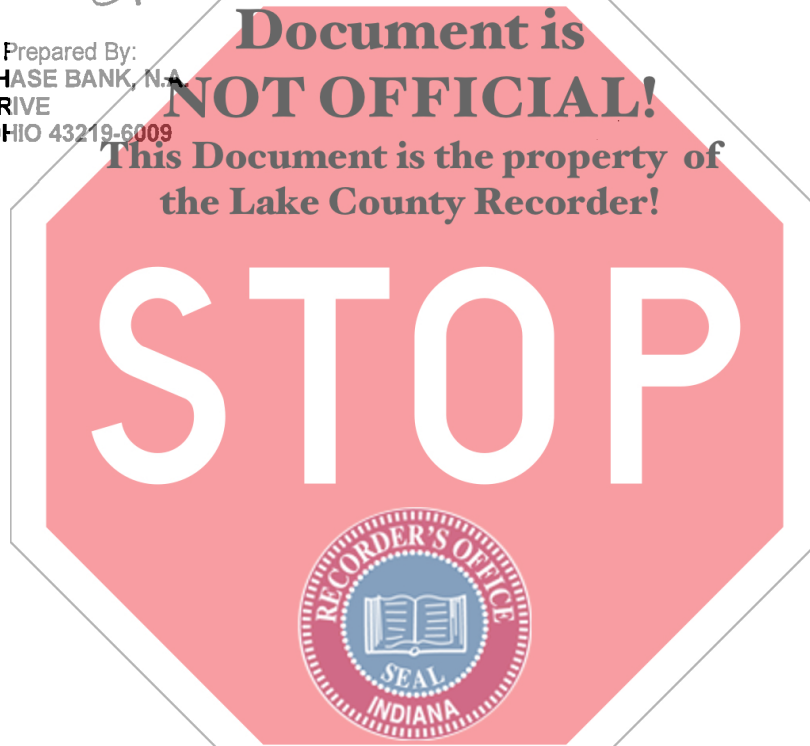 Document is
Prepared By:
HASE BANK, N.A.
NOT OFFICIAL!
RIVE
HIO 43219-6009
This Document is the property of
the Lake County Recorder!
STOP
RECORDER'S OFFICE
SEAL
INDIANA